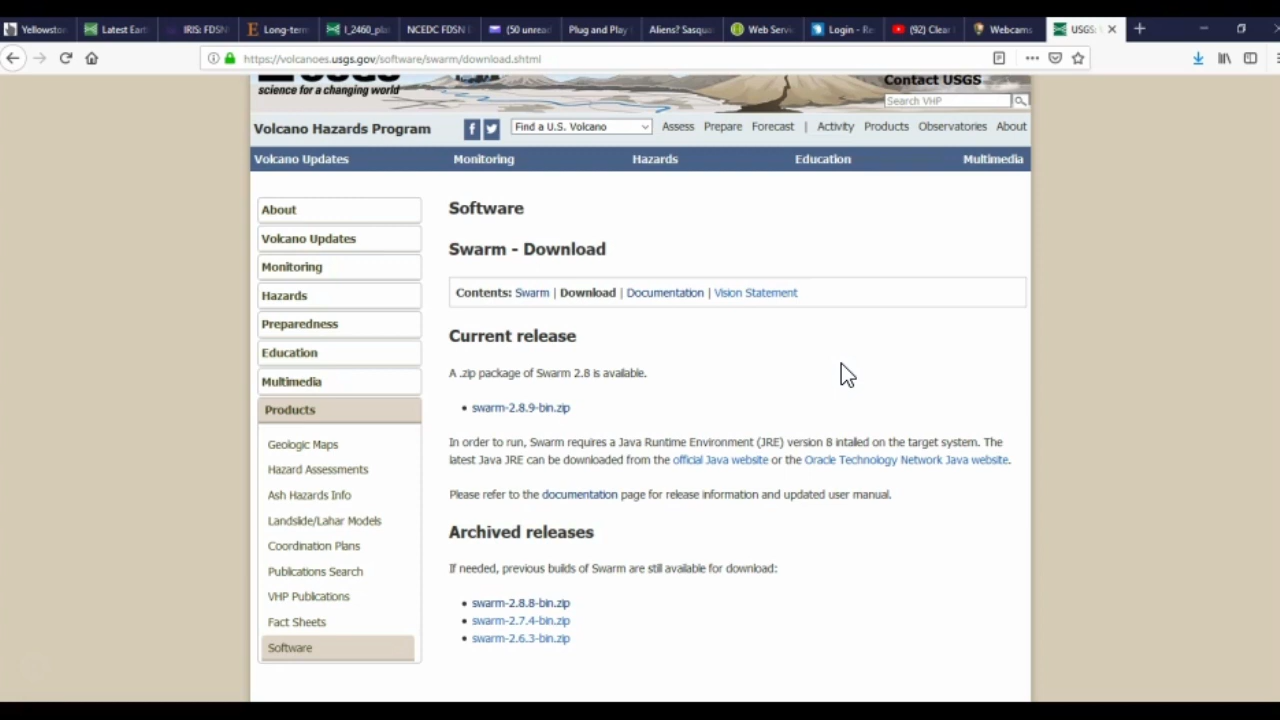 Yellowston
Latest Eart
IRIS: FDSN
Long-term
I_2460_p
NCEDC FDSN
(50 unread
Plug and Play
Aliens? Sasqua
Web Servi
Login - Re
(92) Clear
Webcams
USGS:
https://volcanoes.usgs.gov/software/swarm/download.shtml
science for a changing world
Contact USGS
Search VHP
Volcano Hazards Program
Find a U.S. Volcano
Assess Prepare Forecast | Activity Products Observatories About
Volcano Updates Monitoring Hazards Education Multimedia
About
Volcano Updates
Monitoring
Hazards
Preparedness
Education
Multimedia
Products
Geologic Maps
Hazard Assessments
Ash Hazards Info
Landslide/Lahar Models
Coordination Plans
Publications Search
VHP Publications
Fact Sheets
Software
Software
Swarm - Download
Contents: Swarm | Download | Documentation | Vision Statement
Current release
A .zip package of Swarm 2.8 is available.
• swarm-2.8.9-bin.zip
In order to run, Swarm requires a Java Runtime Environment (JRE) version 8 intalled on the target system. The
latest Java JRE can be downloaded from the official Java website or the Oracle Technology Network Java website.
Please refer to the documentation page for release information and updated user manual.
Archived releases
If needed, previous builds of Swarm are still available for download:
• swarm-2.8.8-bin.zip
• swarm-2.7.4-bin.zip
• swarm-2.6.3-bin.zip